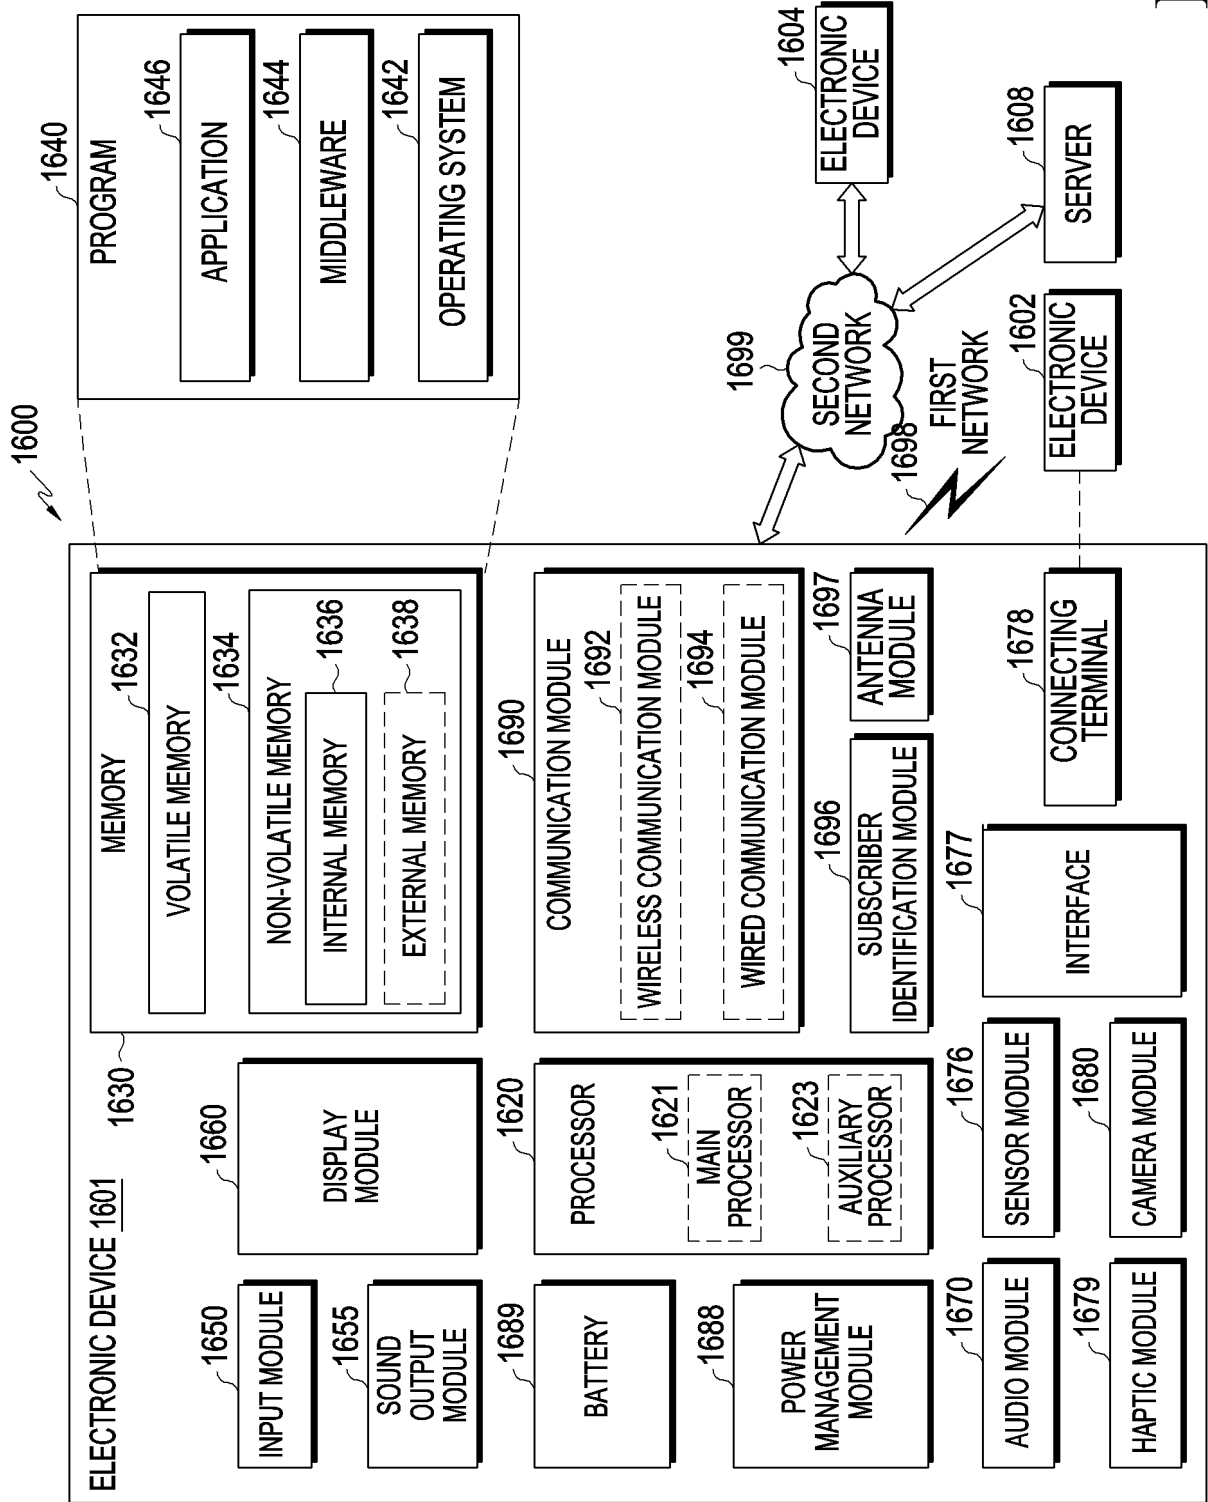 1600
ELECTRONIC DEVICE 1601
1650
INPUT MODULE
1655
SOUND
OUTPUT
MODULE
1689
BATTERY
1688
POWER
MANAGEMENT
MODULE
1670
AUDIO MODULE
1679
HAPTIC MODULE
1660
DISPLAY
MODULE
1620
PROCESSOR
1621
MAIN
PROCESSOR
1623
AUXILIARY
PROCESSOR
1676
SENSOR MODULE
1680
CAMERA MODULE
1630
MEMORY
1632
VOLATILE MEMORY
1634
NON-VOLATILE MEMORY
1636
INTERNAL MEMORY
1638
EXTERNAL MEMORY
1690
COMMUNICATION MODULE
1692
WIRELESS COMMUNICATION MODULE
1694
WIRED COMMUNICATION MODULE
1696
SUBSCRIBER
IDENTIFICATION MODULE
1697
ANTENNA
MODULE
1677
INTERFACE
1678
CONNECTING
TERMINAL
1640
PROGRAM
1646
APPLICATION
1644
MIDDLEWARE
1642
OPERATING SYSTEM
1699
SECOND
NETWORK
1698
FIRST
NETWORK
1604
ELECTRONIC
DEVICE
1608
SERVER
1602
ELECTRONIC
DEVICE